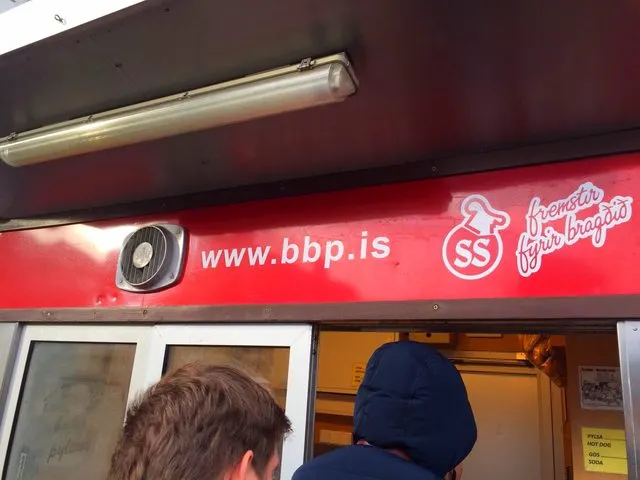 www.bbp.is
SS
fremstir
fyrir bragðið
PYLSA
HOT DOG
GOS
SODA